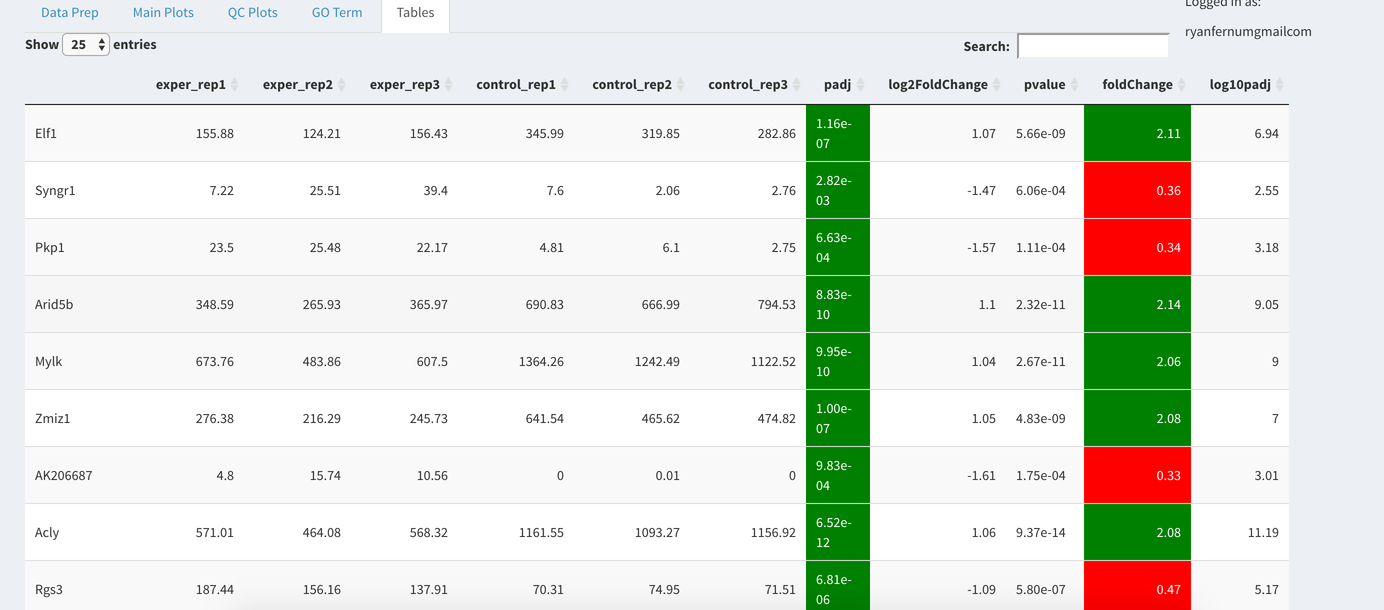 Logged in as:
Data Prep Main Plots QC Plots GO Term Tables
ryanfernumgmailcom
Show 25 entries
Search:
exper_rep1 exper_rep2 exper_rep3 control_rep1 control_rep2 control_rep3 padj log2FoldChange pvalue foldChange log10padj
Elf1 155.88 124.21 156.43 345.99 319.85 282.86 1.16e-07 1.07 5.66e-09 2.11 6.94
Syngr1 7.22 25.51 39.4 7.6 2.06 2.76 2.82e-03 -1.47 6.06e-04 0.36 2.55
Pkp1 23.5 25.48 22.17 4.81 6.1 2.75 6.63e-04 -1.57 1.11e-04 0.34 3.18
Arid5b 348.59 265.93 365.97 690.83 666.99 794.53 8.83e-10 1.1 2.32e-11 2.14 9.05
Mylk 673.76 483.86 607.5 1364.26 1242.49 1122.52 9.95e-10 1.04 2.67e-11 2.06 9
Zmiz1 276.38 216.29 245.73 641.54 465.62 474.82 1.00e-07 1.05 4.83e-09 2.08 7
AK206687 4.8 15.74 10.56 0 0.01 0 9.83e-04 -1.61 1.75e-04 0.33 3.01
Acly 571.01 464.08 568.32 1161.55 1093.27 1156.92 6.52e-12 1.06 9.37e-14 2.08 11.19
Rgs3 187.44 156.16 137.91 70.31 74.95 71.51 6.81e-06 -1.09 5.80e-07 0.47 5.17